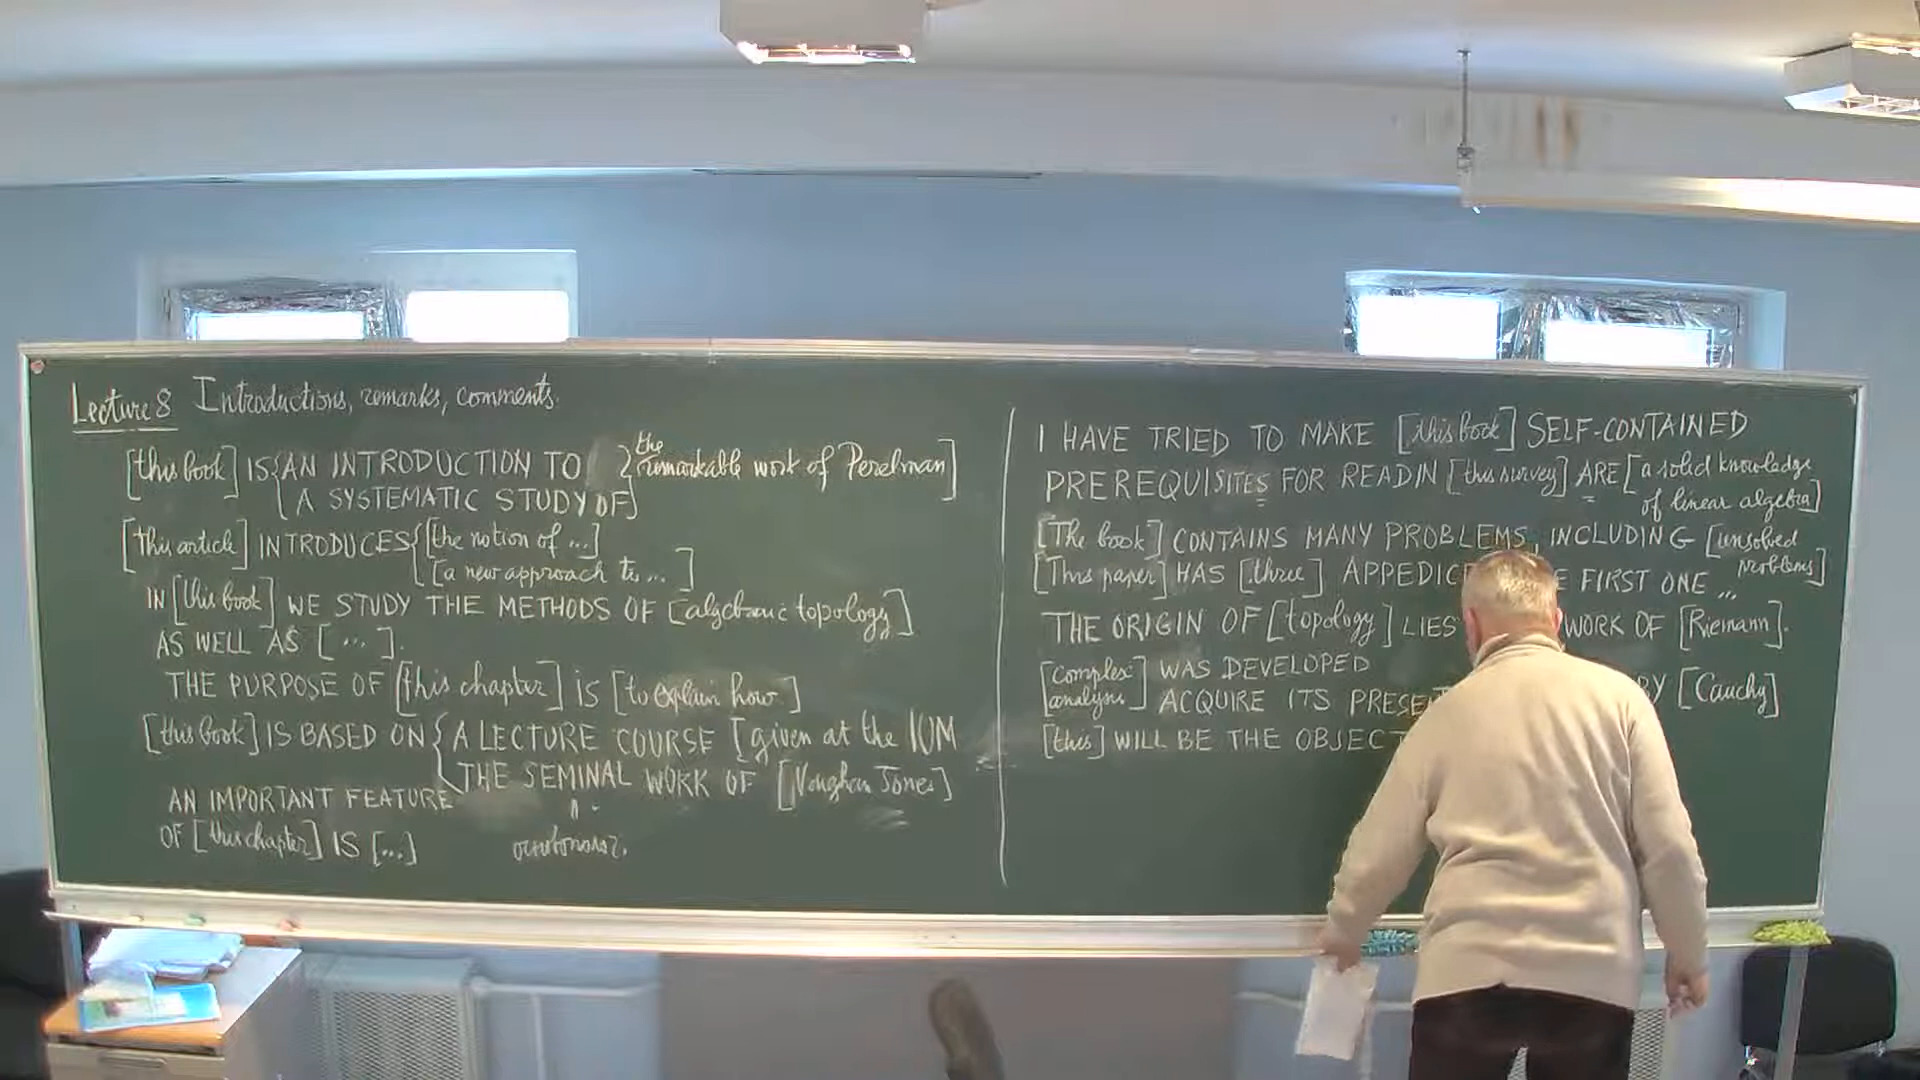 Lecture 8 Introductions, remarks, comments.
[this book] IS { AN INTRODUCTION TO } the remarkable work of Perelman]
A SYSTEMATIC STUDY OF
[This article] INTRODUCES { [the notion of ...]
[a new approach to ... ]
IN [this book] WE STUDY THE METHODS OF [algebraic topology]
AS WELL AS [ ... ].
THE PURPOSE OF [this chapter] IS [to explain how ]
[this book] IS BASED ON { A LECTURE COURSE [given at the IUM
THE SEMINAL WORK OF [Vaughan Jones]
AN IMPORTANT FEATURE
OF [this chapter] IS [...]
I HAVE TRIED TO MAKE [this book] SELF-CONTAINED
PREREQUISITES FOR READIN [this survey] ARE [a solid knowledge
of linear algebra]
[The book] CONTAINS MANY PROBLEMS, INCLUDING [unsolved
problems]
[This paper] HAS [three] APPEDIC E FIRST ONE ...
THE ORIGIN OF [topology] LIES WORK OF [Riemann].
[complex analysis] WAS DEVELOPED
ACQUIRE ITS PRESENT BY [Cauchy]
[this] WILL BE THE OBJECT